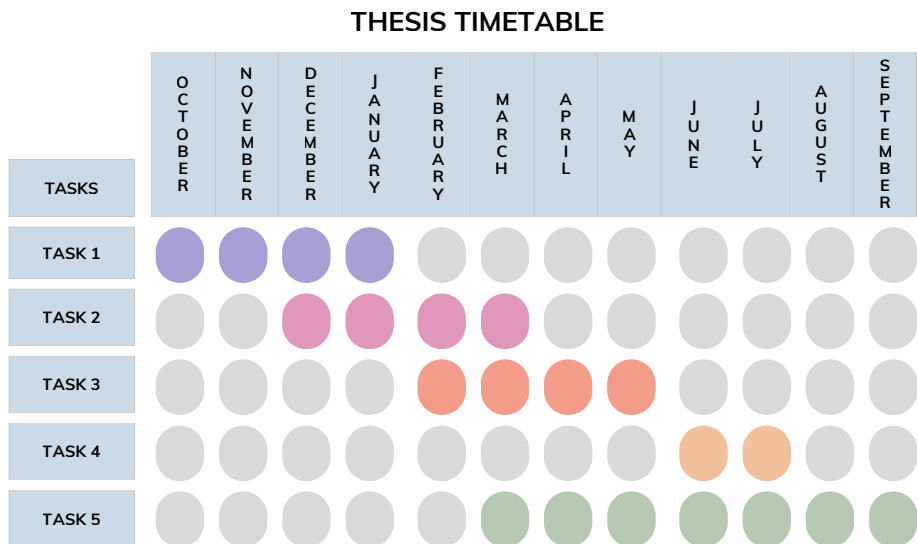 THESIS TIMETABLE
OCTOBER
NOVEMBER
DECEMBER
JANUARY
FEBRUARY
MARCH
APRIL
MAY
JUNE
JULY
AUGUST
SEPTEMBER
TASKS
TASK 1
TASK 2
TASK 3
TASK 4
TASK 5